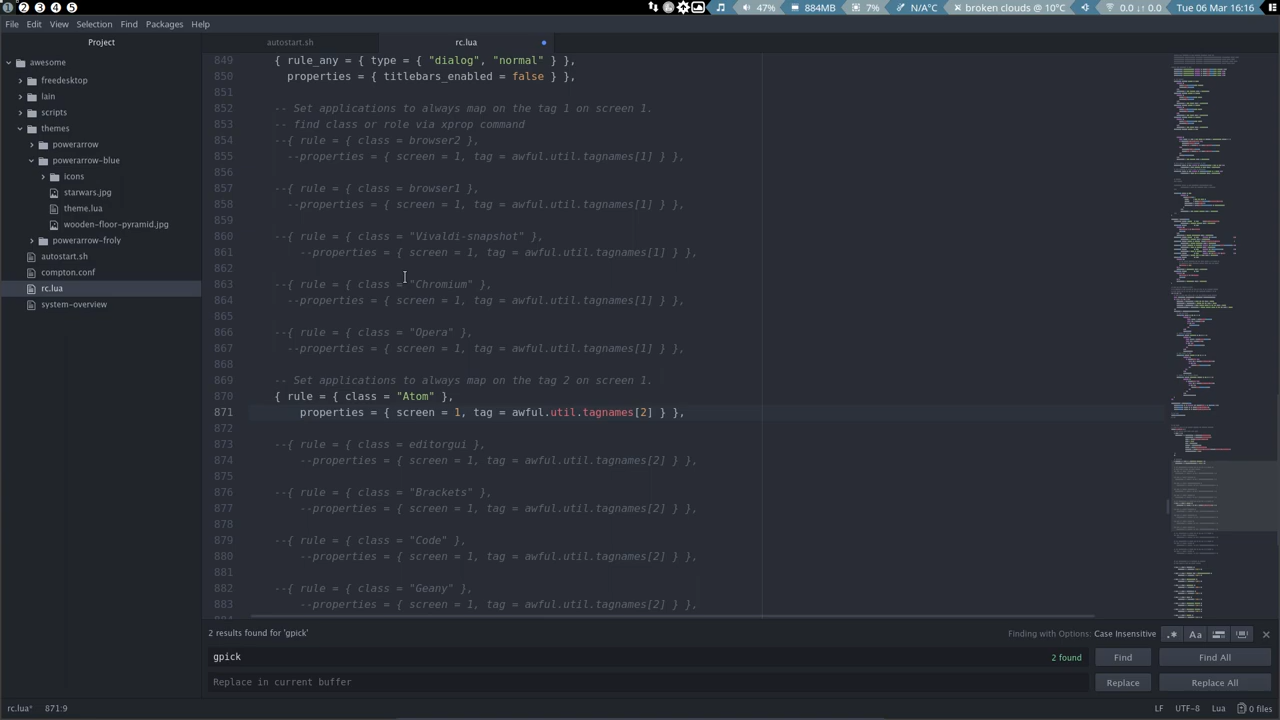 1 2 3 4 5
47% 884MB 7% N/A°C broken clouds @ 10°C 0.0 ↓↑ 0.0 Tue 06 Mar 16:16
File Edit View Selection Find Packages Help
Project
autostart.sh
rc.lua
awesome
freedesktop
lain
scripts
themes
powerarrow
powerarrow-blue
icons
starwars.jpg
theme.lua
wooden-floor-pyramid.jpg
powerarrow-froly
autostart.sh
compton.conf
rc.lua
system-overview
849 { rule_any = { type = { "dialog", "normal" } },
850 properties = { titlebars_enabled = false } },
851
852 -- Set applications to always map on the tag on screen 1.
853 -- find class or role via xprop command
854 --{ rule = { class = browser1 },
855 --properties = { screen = 1, tag = awful.util.tagnames[1] } },
856
857 --{ rule = { class = browser1 },
858 --properties = { screen = 1, tag = awful.util.tagnames[1] } },
859
860 --{ rule = { class = "Vivaldi-snapshot" },
861 --properties = { screen = 1, tag = awful.util.tagnames[1] } },
862
863 --{ rule = { class = "Chromium" },
864 --properties = { screen = 1, tag = awful.util.tagnames[1] } },
865
866 --{ rule = { class = "Opera" },
867 --properties = { screen = 1, tag = awful.util.tagnames[1] } },
868
869 -- Set applications to always map on the tag on screen 1.
870 { rule = { class = "Atom" },
871 properties = { screen = 1, tag = awful.util.tagnames[2] } },
872
873 --{ rule = { class = editorgui },
874 --properties = { screen = 1, tag = awful.util.tagnames[2] } },
875
876 --{ rule = { class = "Brackets" },
877 --properties = { screen = 1, tag = awful.util.tagnames[2] } },
878
879 --{ rule = { class = "Code" },
880 --properties = { screen = 1, tag = awful.util.tagnames[2] } },
881
882 --{ rule = { class = "Geany" },
883 --properties = { screen = 1, tag = awful.util.tagnames[2] } },
2 results found for 'gpick'
Finding with Options: Case Insensitive
.* Aa
gpick
2 found
Find
Find All
Replace in current buffer
Replace
Replace All
rc.lua* 871:9
LF UTF-8 Lua 0 files